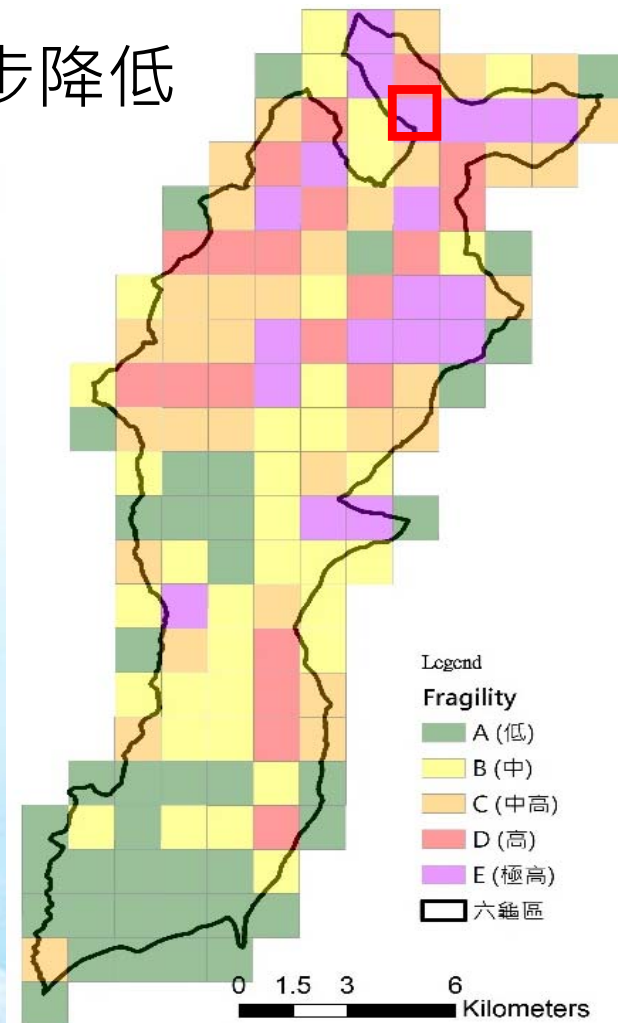 步降低
Legend
Fragility
A (低)
B (中)
C (中高)
D (高)
E (極高)
六龜區
0 1.5 3 6
Kilometers